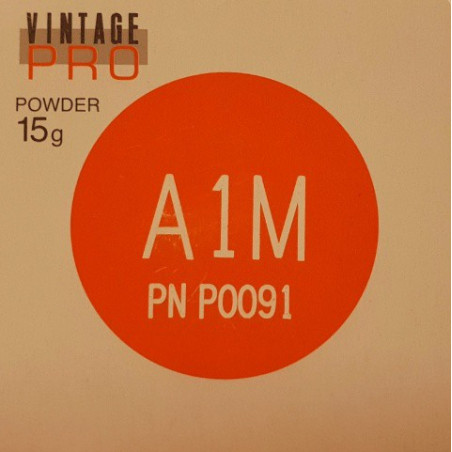 VINTAGE
PRO
POWDER
15g
A1M
PN P0091